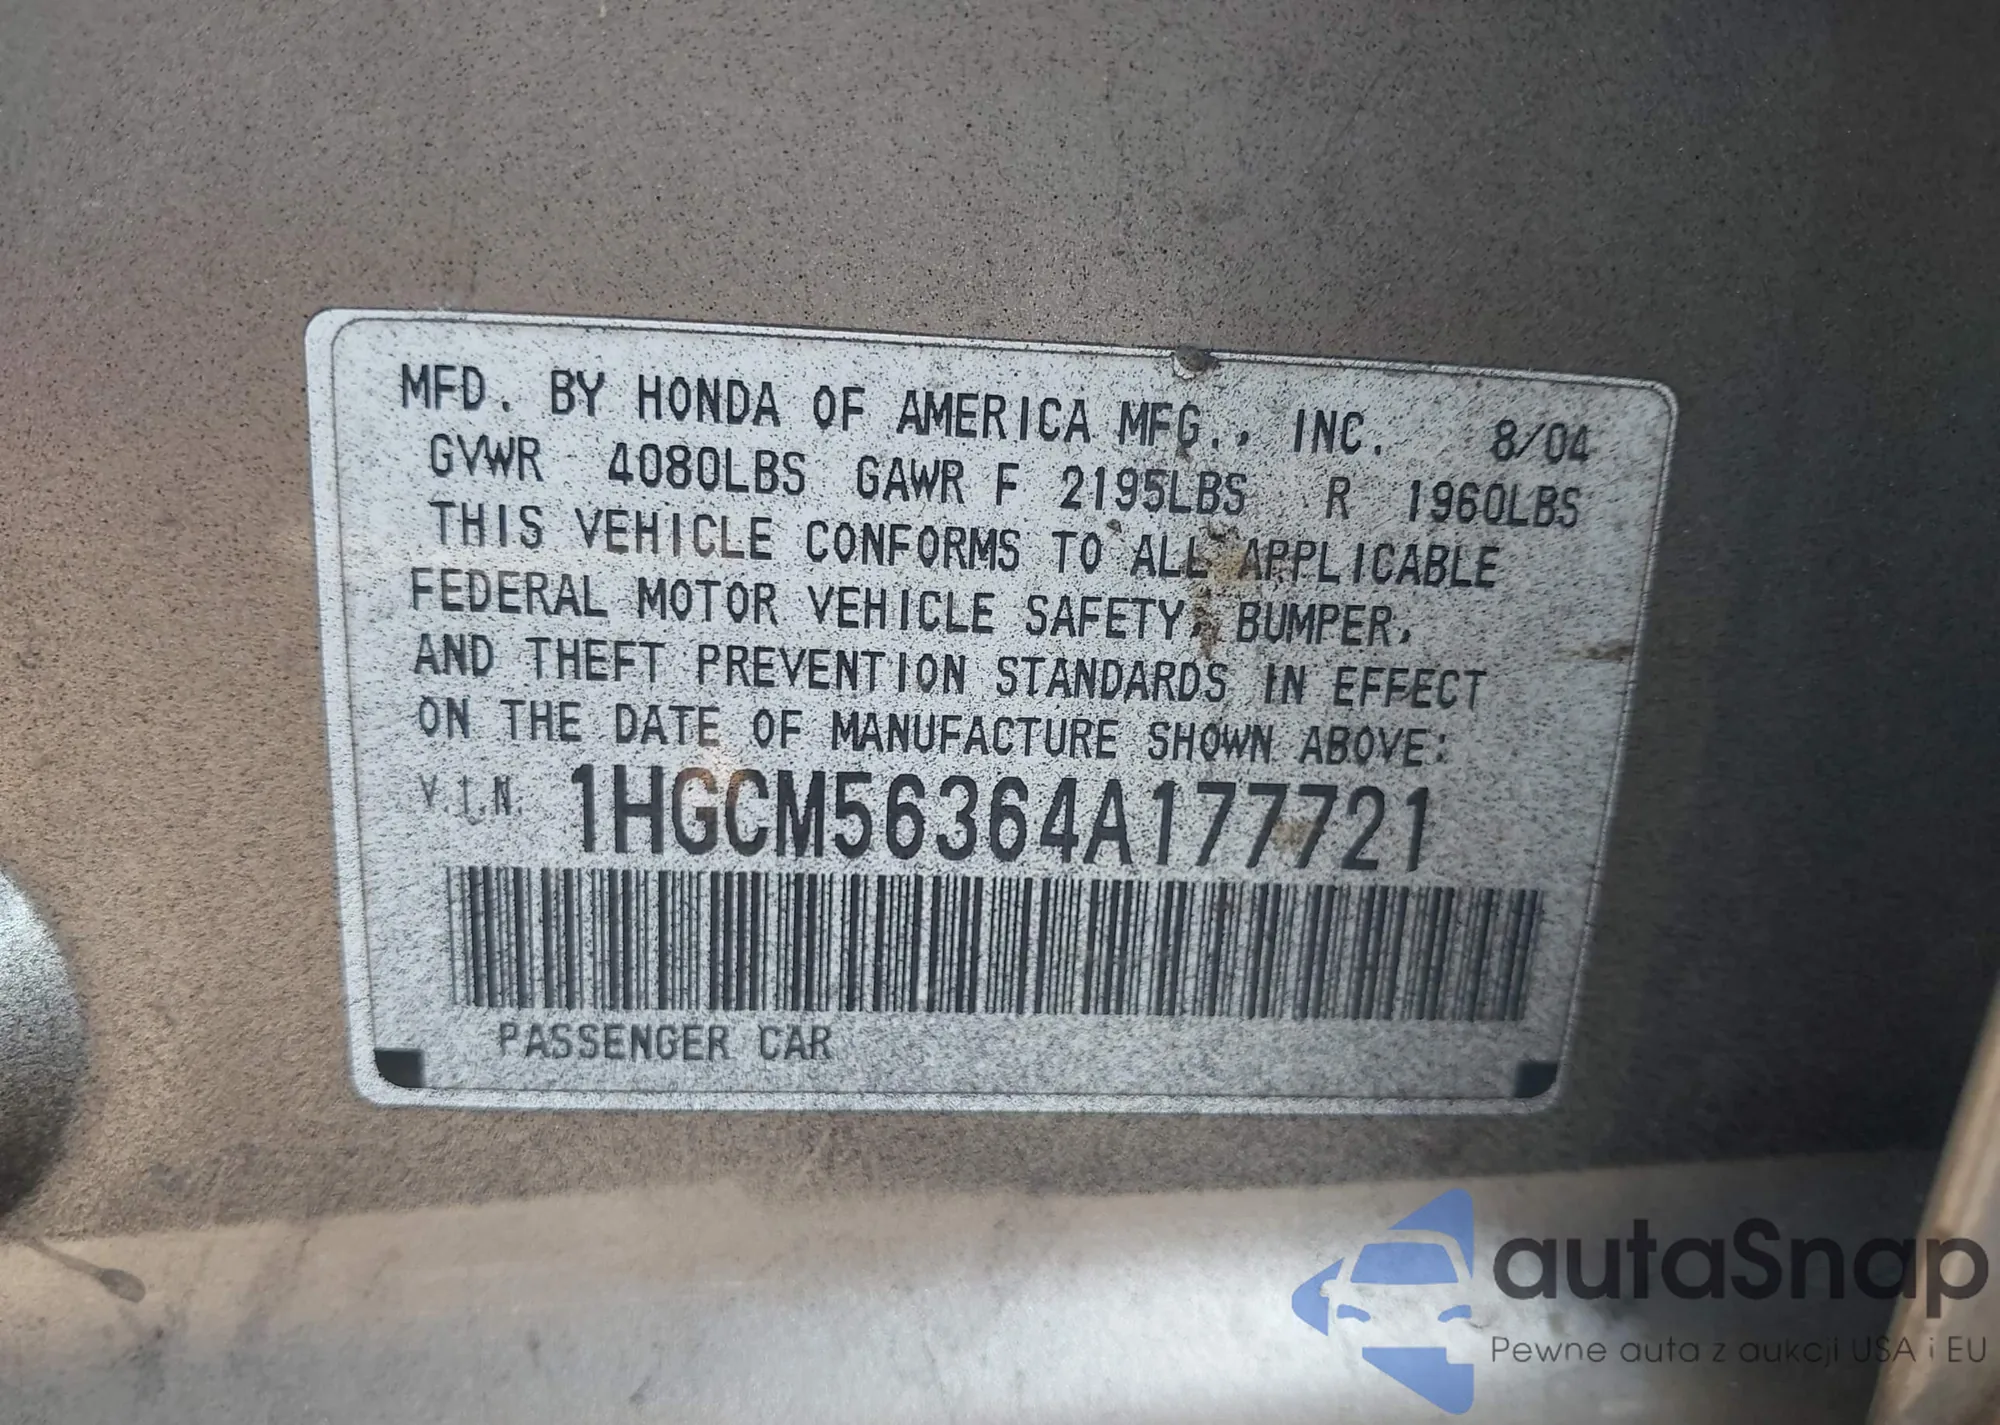 MFD. BY HONDA OF AMERICA MFG., INC. 8/04
GVWR 4080LBS GAWR F 2195LBS R 1960LBS
THIS VEHICLE CONFORMS TO ALL APPLICABLE
FEDERAL MOTOR VEHICLE SAFETY, BUMPER,
AND THEFT PREVENTION STANDARDS IN EFFECT
ON THE DATE OF MANUFACTURE SHOWN ABOVE:
V.I.N. 1HGCM56364A177721
PASSENGER CAR
autaSnap
Pewne auta z aukcji USA i EU